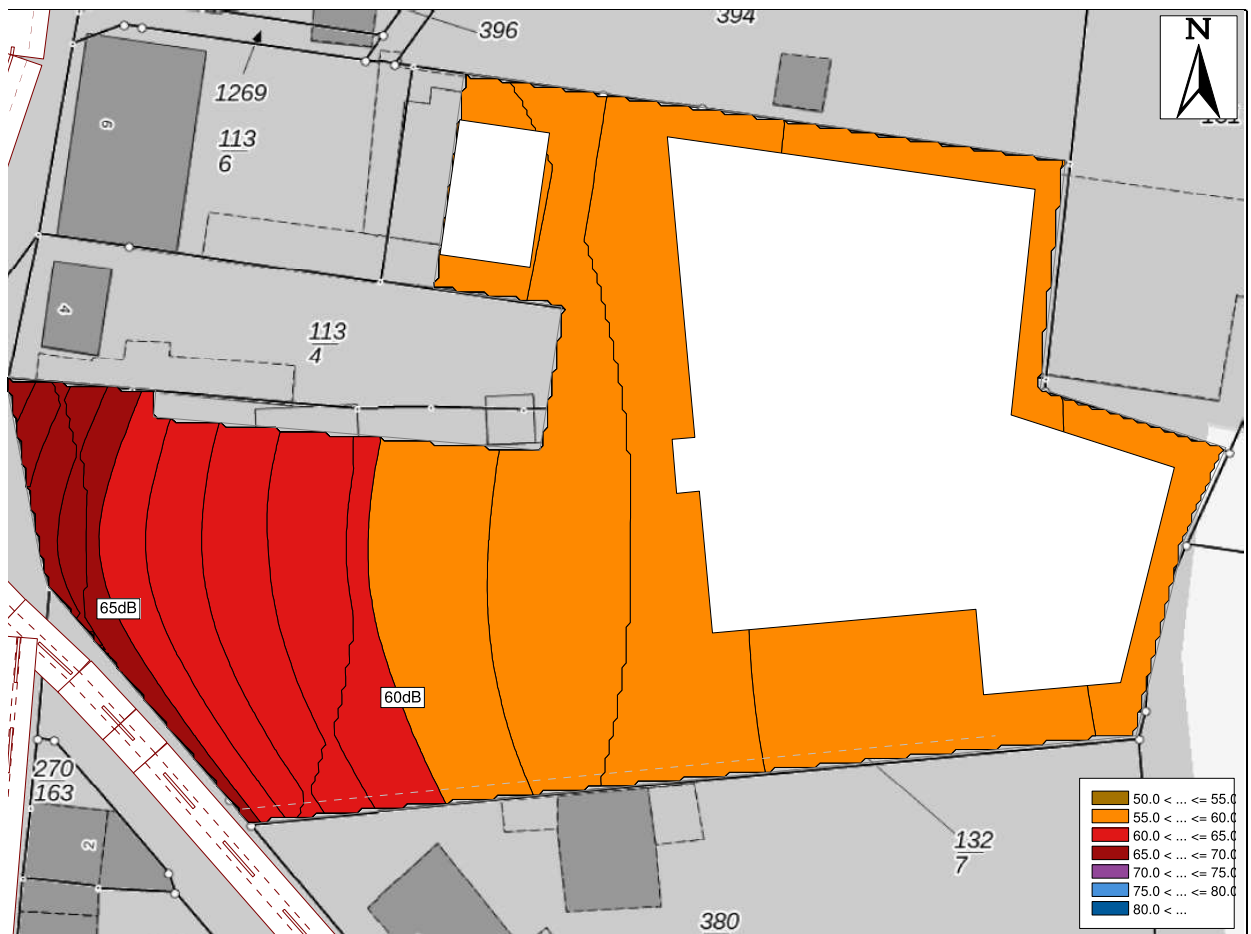 394
396
N
1269
6
113
6
4
113
4
65dB
60dB
270
163
2
132
7
380
50.0 < ... <= 55.0
55.0 < ... <= 60.0
60.0 < ... <= 65.0
65.0 < ... <= 70.0
70.0 < ... <= 75.0
75.0 < ... <= 80.0
80.0 < ...